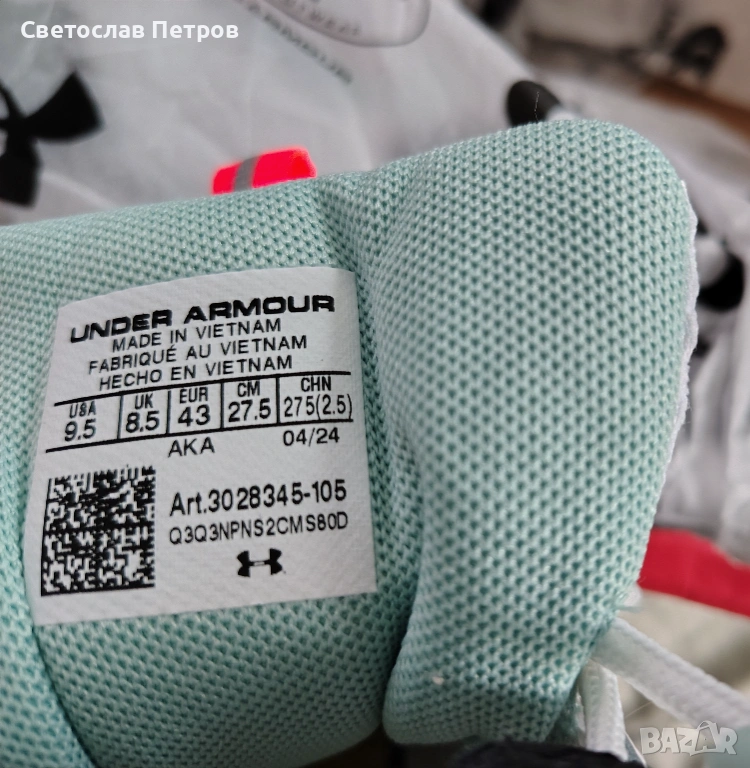 Светослав Петров
UNDER ARMOUR
MADE IN VIETNAM
FABRIQUÉ AU VIETNAM
HECHO EN VIETNAM
USA UK EUR CM CHN
9.5 8.5 43 27.5 275(2.5)
AKA 04/24
Art.3028345-105
Q3Q3NPNS2CMS80D
BAZAR